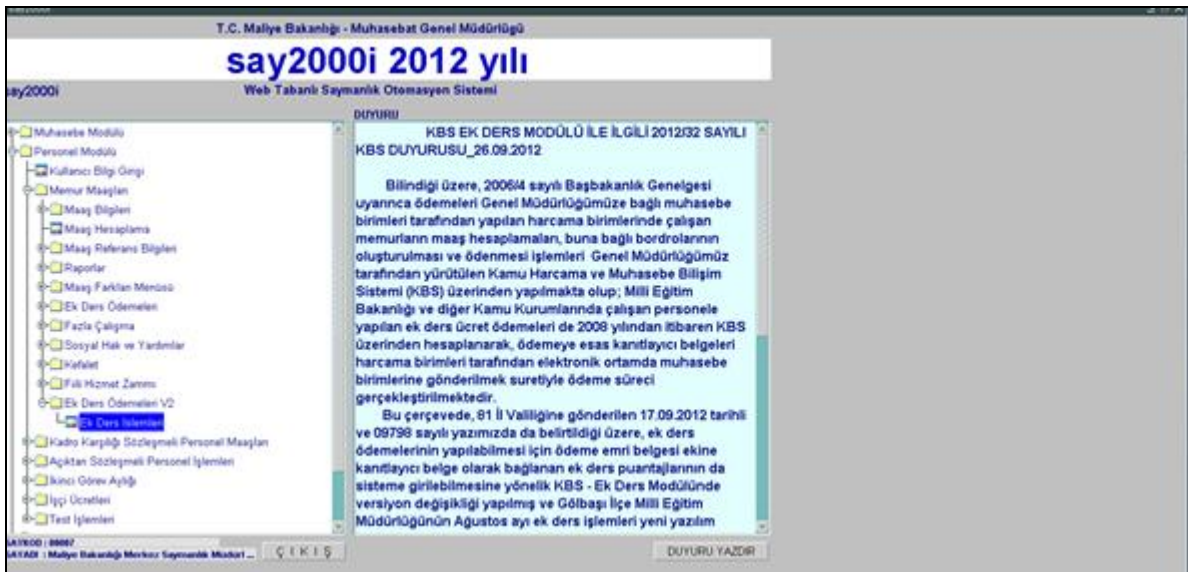 say2000i
T.C. Maliye Bakanlığı - Muhasebat Genel Müdürlügü
say2000i 2012 yılı
say2000i
Web Tabanlı Saymanlık Otomasyon Sistemi
Muhasebe Modülü
Personel Modülü
Kullanıcı Bilgi Girişi
Memur Maaşları
Maaş Bilgileri
Maaş Hesaplama
Maaş Referans Bilgileri
Raporlar
Maaş Farkları Menüsü
Ek Ders Ödemeleri
Fazla Çalışma
Sosyal Hak ve Yardımlar
Kefalet
Fiili Hizmet Zammı
Ek Ders Ödemeleri V2
Ek Ders İşlemleri
Kadro Karşılığı Sözleşmeli Personel Maaşları
Açıktan Sözleşmeli Personel İşlemleri
İkinci Görev Aylığı
İşçi Ücretleri
Test İşlemleri
SAYKOD : 00007
SAYADI : Maliye Bakanlığı Merkez Saymanlık Müdürl ...
Ç I K I Ş
DUYURU
KBS EK DERS MODÜLÜ İLE İLGİLİ 2012/32 SAYILI
KBS DUYURUSU_26.09.2012
Bilindiği üzere, 2006/4 sayılı Başbakanlık Genelgesi
uyarınca ödemeleri Genel Müdürlüğümüze bağlı muhasebe
birimleri tarafından yapılan harcama birimlerinde çalışan
memurların maaş hesaplamaları, buna bağlı bordrolarının
oluşturulması ve ödenmesi işlemleri Genel Müdürlüğümüz
tarafından yürütülen Kamu Harcama ve Muhasebe Bilişim
Sistemi (KBS) üzerinden yapılmakta olup; Milli Eğitim
Bakanlığı ve diğer Kamu Kurumlarında çalışan personele
yapılan ek ders ücret ödemeleri de 2008 yılından itibaren KBS
üzerinden hesaplanarak, ödemeye esas kanıtlayıcı belgeleri
harcama birimleri tarafından elektronik ortamda muhasebe
birimlerine gönderilmek suretiyle ödeme süreci
gerçekleştirilmektedir.
Bu çerçevede, 81 İl Valiliğine gönderilen 17.09.2012 tarihli
ve 09798 sayılı yazımızda da belirtildiği üzere, ek ders
ödemelerinin yapılabilmesi için ödeme emri belgesi ekine
kanıtlayıcı belge olarak bağlanan ek ders puantajlarının da
sisteme girilebilmesine yönelik KBS - Ek Ders Modülünde
versiyon değişikliği yapılmış ve Gölbaşı İlçe Milli Eğitim
Müdürlüğünün Ağustos ayı ek ders işlemleri yeni yazılım
DUYURU YAZDIR